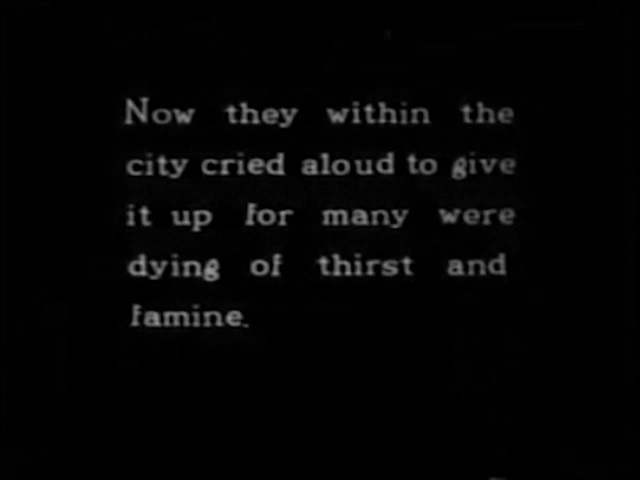 Now they within the
city cried aloud to give
it up for many were
dying of thirst and
famine.